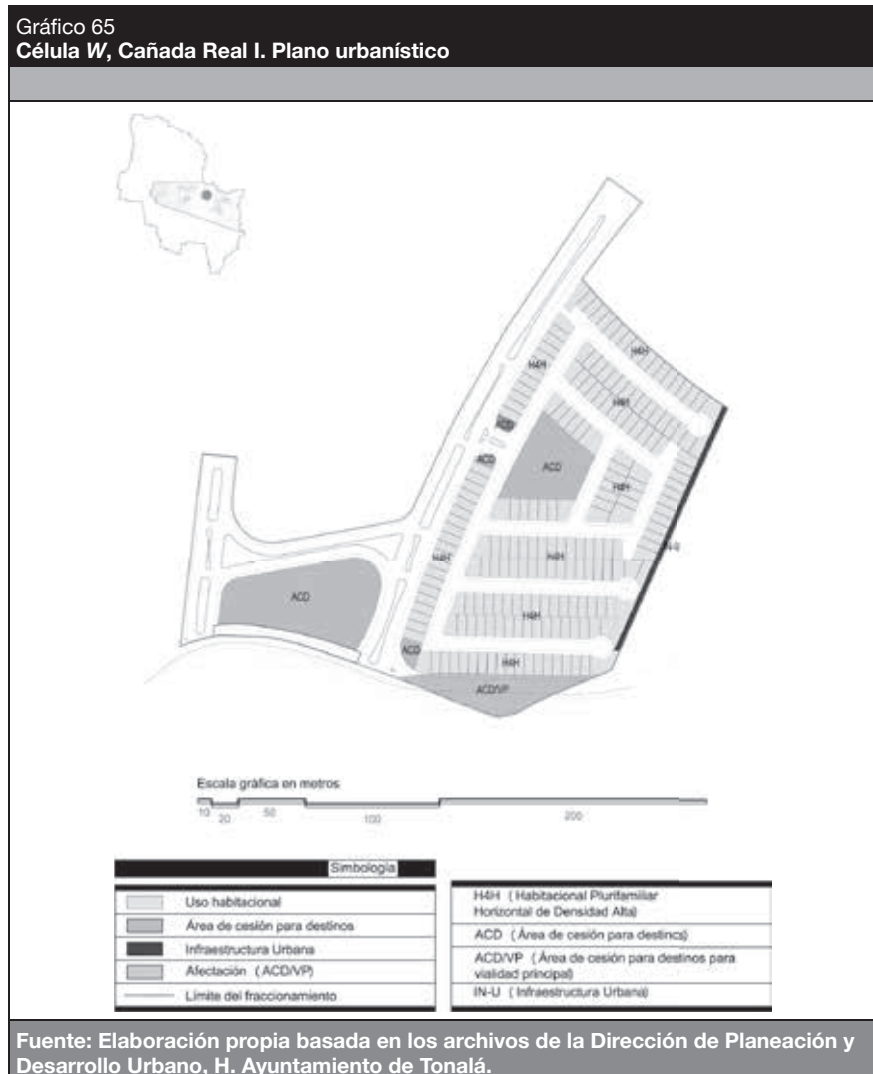 Gráfico 65
Célula W, Cañada Real I. Plano urbanístico
H4H
H4H
H4H
ACD
ACD
ACD
H4H
H4H
H4H
ACD
H4H
ACD
H4H
ACD/VP
Escala gráfica en metros
10 20 50 100 200
Simbología
Uso habitacional
Área de cesión para destinos
Infraestructura Urbana
Afectación (ACD/VP)
Límite del fraccionamiento
H4H (Habitacional Plurifamiliar
Horizontal de Densidad Alta)
ACD (Área de cesión para destinos)
ACD/VP (Área de cesión para destinos para
vialidad principal)
IN-U (Infraestructura Urbana)
Fuente: Elaboración propia basada en los archivos de la Dirección de Planeación y
Desarrollo Urbano, H. Ayuntamiento de Tonalá.